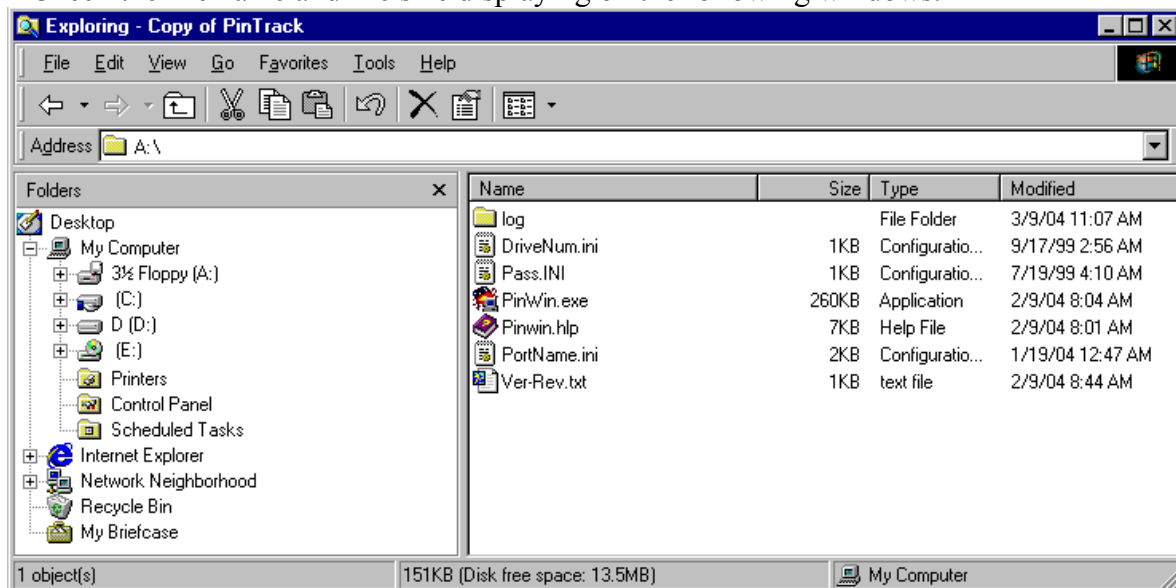 Exploring - Copy of PinTrack
File Edit View Go Favorites Tools Help
Address A:\
Folders
Desktop
My Computer
3½ Floppy (A:)
(C:)
D (D:)
(E:)
Printers
Control Panel
Scheduled Tasks
Internet Explorer
Network Neighborhood
Recycle Bin
My Briefcase
Name Size Type Modified
log File Folder 3/9/04 11:07 AM
DriveNum.ini 1KB Configuratio... 9/17/99 2:56 AM
Pass.INI 1KB Configuratio... 7/19/99 4:10 AM
PinWin.exe 260KB Application 2/9/04 8:04 AM
Pinwin.hlp 7KB Help File 2/9/04 8:01 AM
PortName.ini 2KB Configuratio... 1/19/04 12:47 AM
Ver-Rev.txt 1KB text file 2/9/04 8:44 AM
1 object(s) 151KB (Disk free space: 13.5MB) My Computer